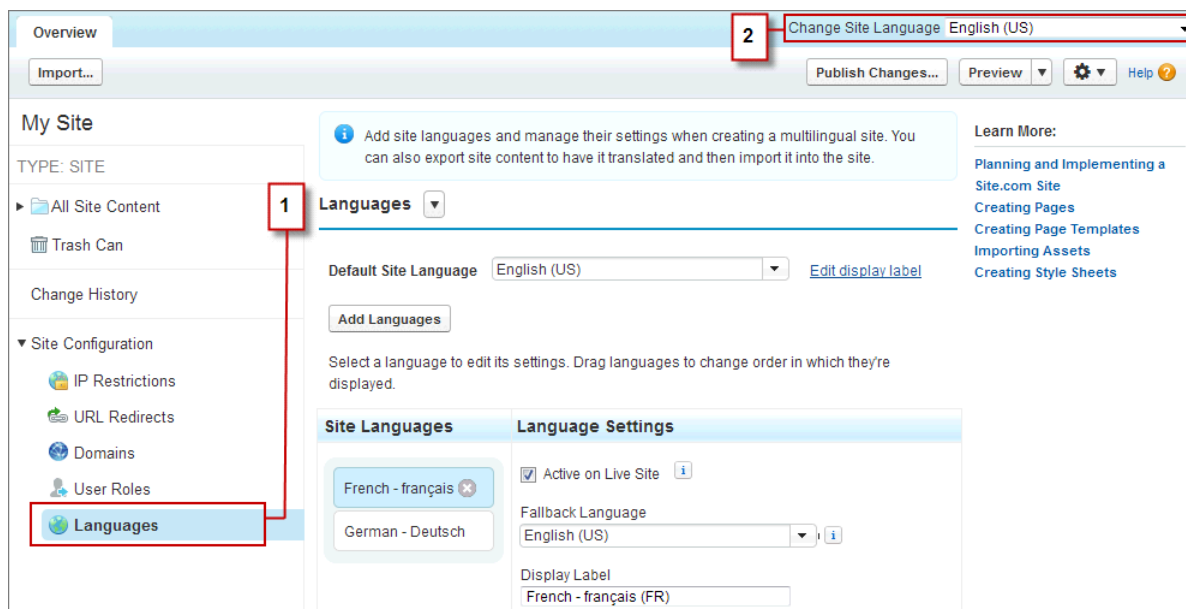 Overview
2
Change Site Language English (US)
Import...
Publish Changes...
Preview
Help ?
My Site
TYPE: SITE
All Site Content
Trash Can
Change History
Site Configuration
IP Restrictions
URL Redirects
Domains
User Roles
Languages
1
i
Add site languages and manage their settings when creating a multilingual site. You
can also export site content to have it translated and then import it into the site.
Languages
Default Site Language English (US) Edit display label
Add Languages
Select a language to edit its settings. Drag languages to change order in which they're
displayed.
Site Languages
French - français
German - Deutsch
Language Settings
Active on Live Site i
Fallback Language
English (US) i
Display Label
French - français (FR)
Learn More:
Planning and Implementing a
Site.com Site
Creating Pages
Creating Page Templates
Importing Assets
Creating Style Sheets